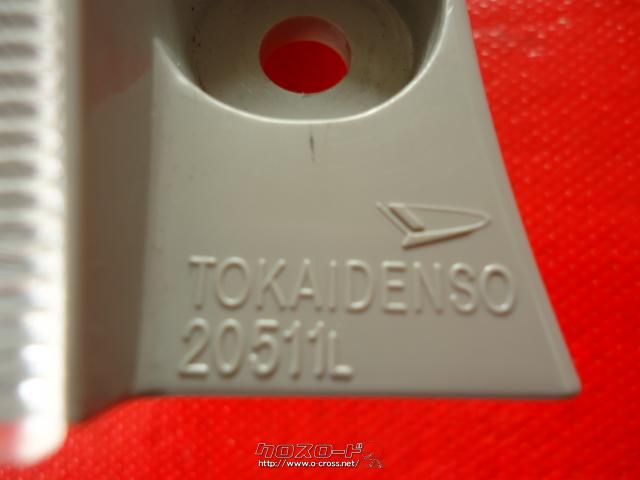 TOKAIDENSO
20511L
クロスロード
http://www.o-cross.net/